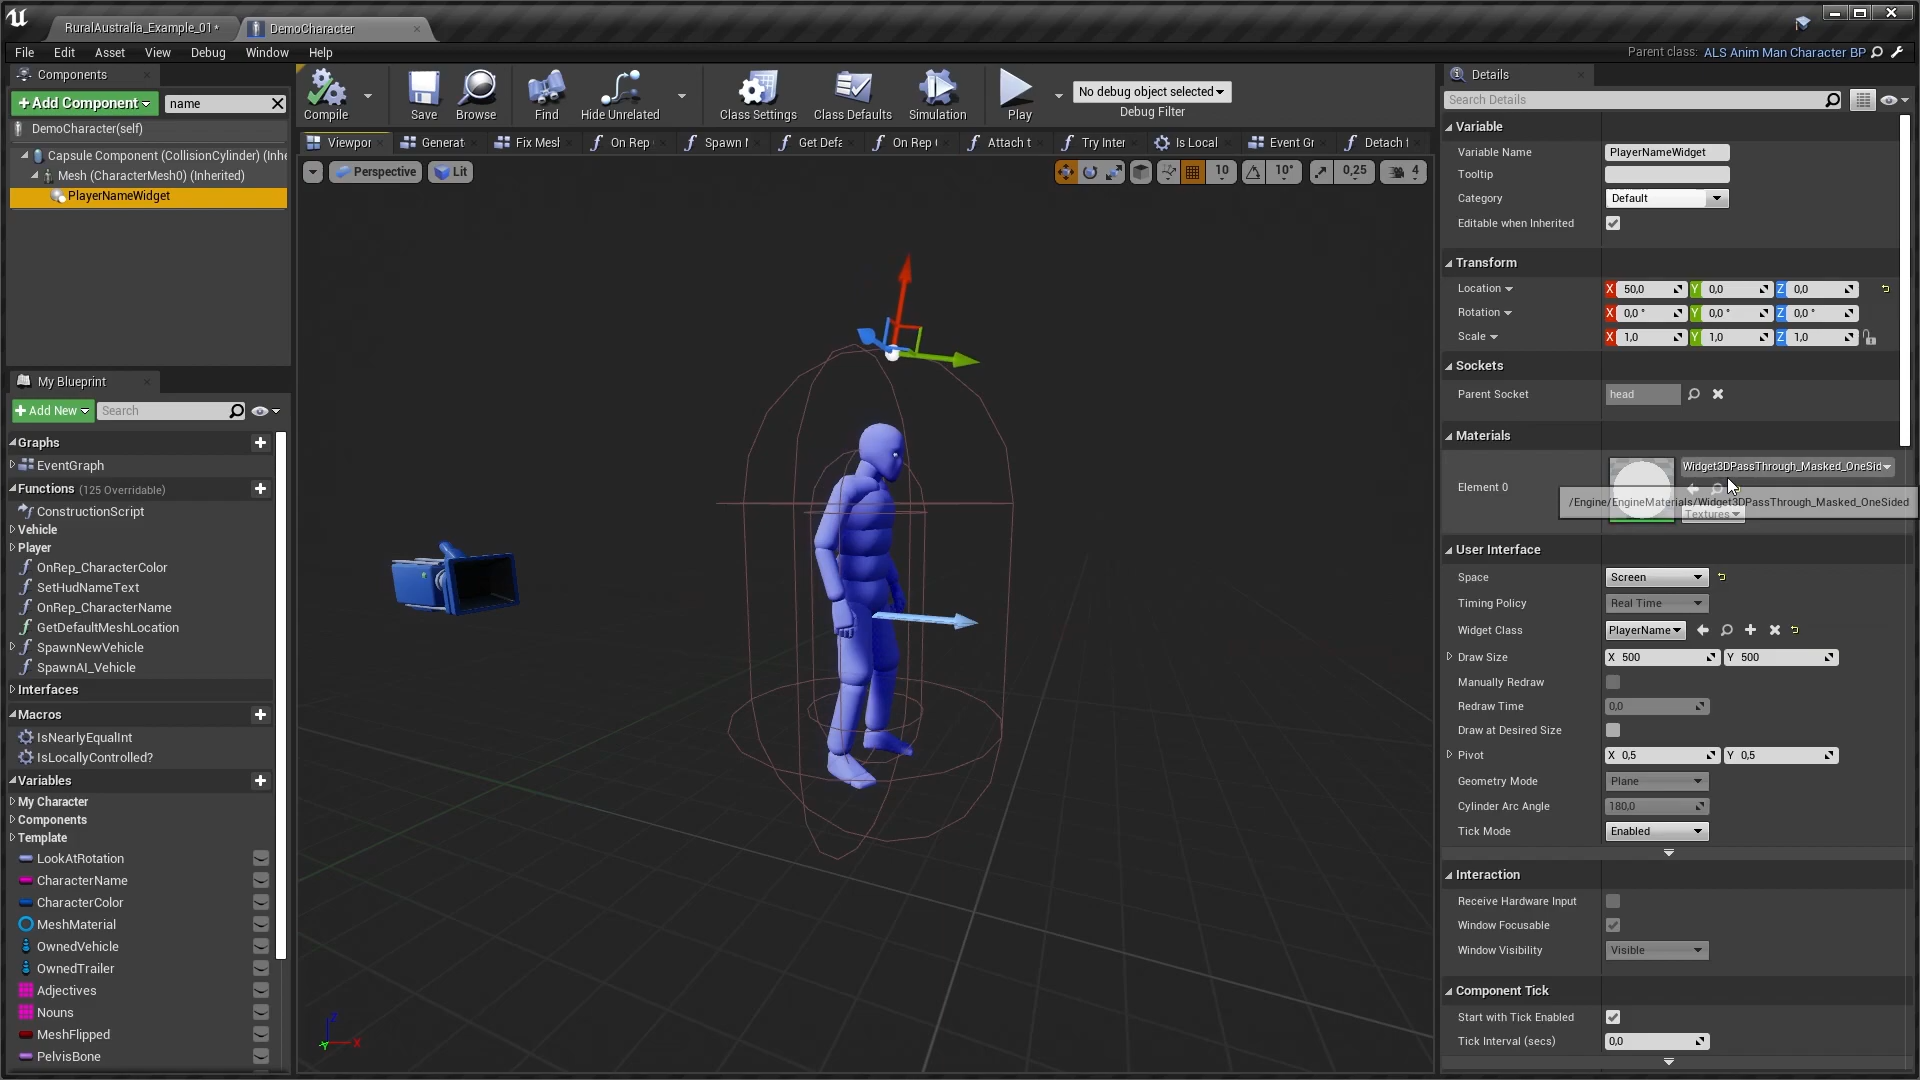 RuralAustralia_Example_01*
DemoCharacter
File Edit Asset View Debug Window Help
Parent class: ALS Anim Man Character BP
Components
+ Add Component
name
DemoCharacter(self)
Capsule Component (CollisionCylinder) (Inhe
Mesh (CharacterMesh0) (Inherited)
PlayerNameWidget
Compile
Save
Browse
Find
Hide Unrelated
Class Settings
Class Defaults
Simulation
Play
No debug object selected
Debug Filter
Viewpor
Generat
Fix Mesl
On Rep
Spawn N
Get Defa
On Rep
Attach t
Try Inter
Is Local
Event Gr
Detach
Perspective
Lit
10
10°
0,25
4
My Blueprint
+ Add New
Search
Graphs
EventGraph
Functions (125 Overridable)
ConstructionScript
Vehicle
Player
OnRep_CharacterColor
SetHudNameText
OnRep_CharacterName
GetDefaultMeshLocation
SpawnNewVehicle
SpawnAI_Vehicle
Interfaces
Macros
IsNearlyEqualInt
IsLocallyControlled?
Variables
My Character
Components
Template
LookAtRotation
CharacterName
CharacterColor
MeshMaterial
OwnedVehicle
OwnedTrailer
Adjectives
Nouns
MeshFlipped
PelvisBone
Z
X
Y
Details
Search Details
Variable
Variable Name PlayerNameWidget
Tooltip
Category Default
Editable when Inherited
Transform
Location X 50,0 Y 0,0 Z 0,0
Rotation X 0,0 ° Y 0,0 ° Z 0,0 °
Scale X 1,0 Y 1,0 Z 1,0
Sockets
Parent Socket head
Materials
Widget3DPassThrough_Masked_OneSid
Element 0
/Engine/EngineMaterials/Widget3DPassThrough_Masked_OneSided
Textures
User Interface
Space Screen
Timing Policy Real Time
Widget Class PlayerName
Draw Size X 500 Y 500
Manually Redraw
Redraw Time 0,0
Draw at Desired Size
Pivot X 0,5 Y 0,5
Geometry Mode Plane
Cylinder Arc Angle 180,0
Tick Mode Enabled
Interaction
Receive Hardware Input
Window Focusable
Window Visibility Visible
Component Tick
Start with Tick Enabled
Tick Interval (secs) 0,0